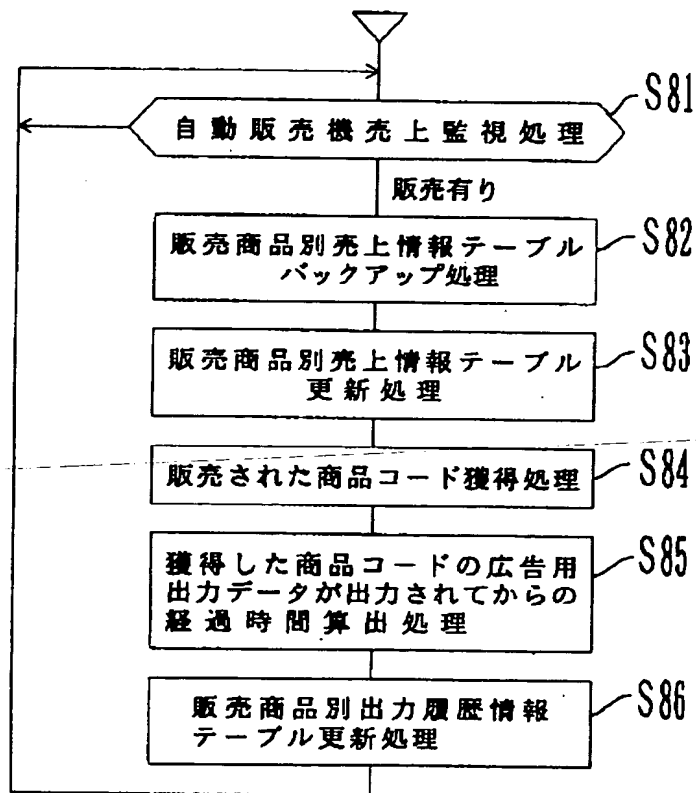 S81
自動販売機売上監視処理
販売有り
S82
販売商品別売上情報テーブル
バックアップ処理
S83
販売商品別売上情報テーブル
更新処理
S84
販売された商品コード獲得処理
S85
獲得した商品コードの広告用
出力データが出力されてからの
経過時間算出処理
S86
販売商品別出力履歴情報
テーブル更新処理